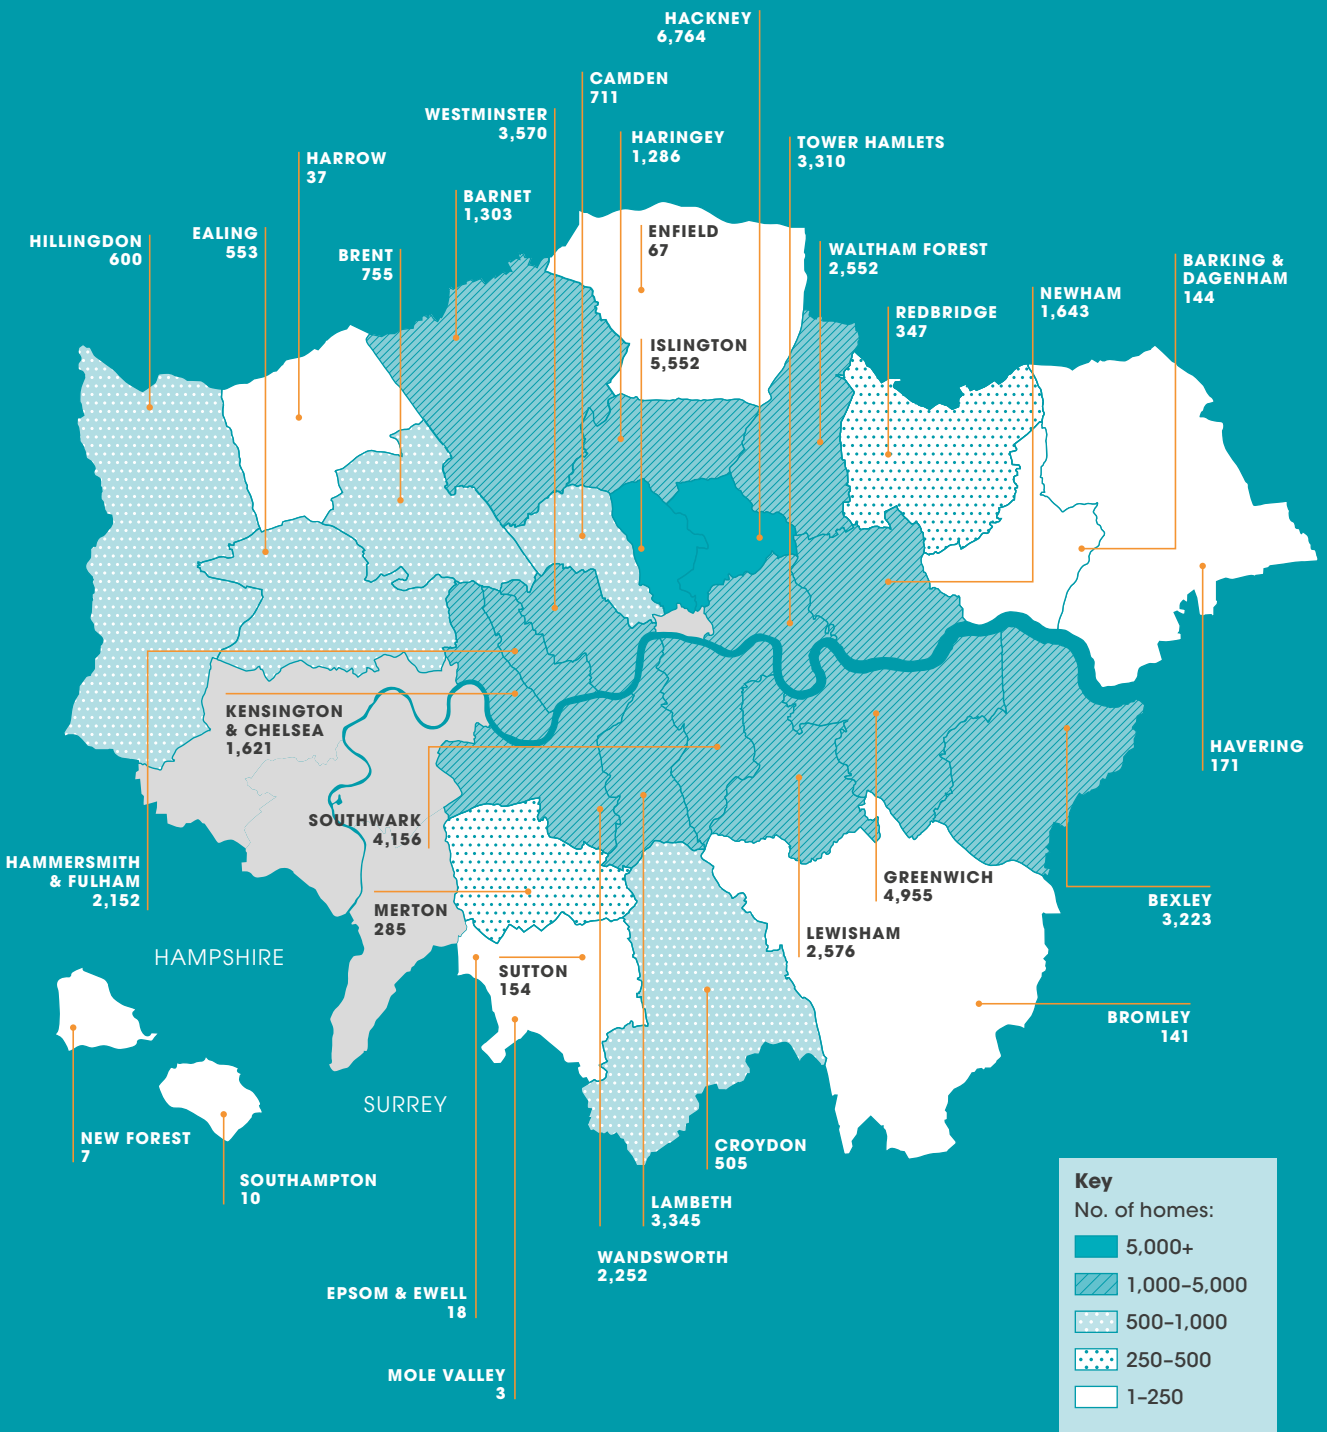 HACKNEY
6,764
CAMDEN
711
WESTMINSTER
3,570
HARINGEY
1,286
TOWER HAMLETS
3,310
HARROW
37
BARNET
1,303
ENFIELD
67
HILLINGDON
600
EALING
553
BRENT
755
WALTHAM FOREST
2,552
BARKING &
DAGENHAM
144
NEWHAM
1,643
REDBRIDGE
347
ISLINGTON
5,552
KENSINGTON
& CHELSEA
1,621
HAVERING
171
SOUTHWARK
4,156
HAMMERSMITH
& FULHAM
2,152
GREENWICH
4,955
BEXLEY
3,223
MERTON
285
LEWISHAM
2,576
HAMPSHIRE
SUTTON
154
BROMLEY
141
SURREY
NEW FOREST
7
SOUTHAMPTON
10
CROYDON
505
LAMBETH
3,345
WANDSWORTH
2,252
EPSOM & EWELL
18
MOLE VALLEY
3
Key
No. of homes:
5,000+
1,000–5,000
500–1,000
250–500
1–250